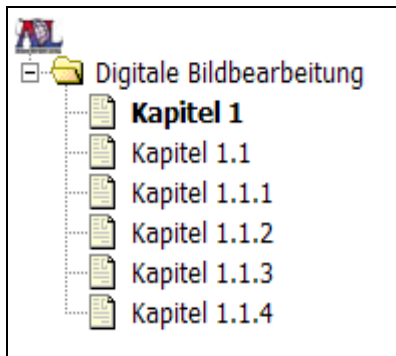 ADL
Digitale Bildbearbeitung
Kapitel 1
Kapitel 1.1
Kapitel 1.1.1
Kapitel 1.1.2
Kapitel 1.1.3
Kapitel 1.1.4